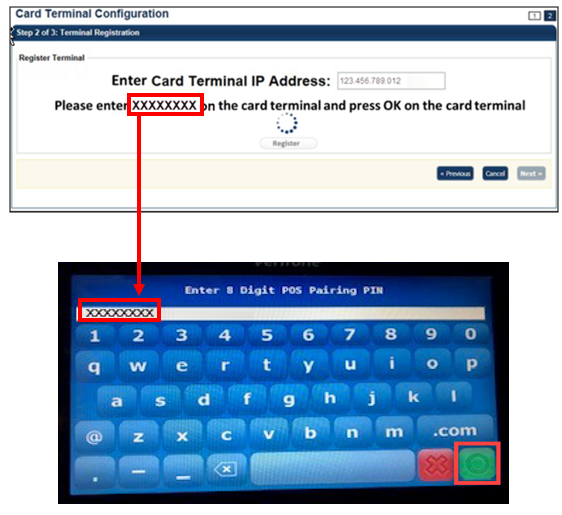 Card Terminal Configuration
1 2
Step 2 of 3: Terminal Registration
Register Terminal
Enter Card Terminal IP Address: 123.456.789.012
Please enter XXXXXXXX on the card terminal and press OK on the card terminal
Register
« Previous Cancel Next »
Verifone
Enter 8 Digit POS Pairing PIN
XXXXXXXX
1 2 3 4 5 6 7 8 9 0
q w e r t y u i o p
a s d f g h j k l
@ z x c v b n m .com
. – _